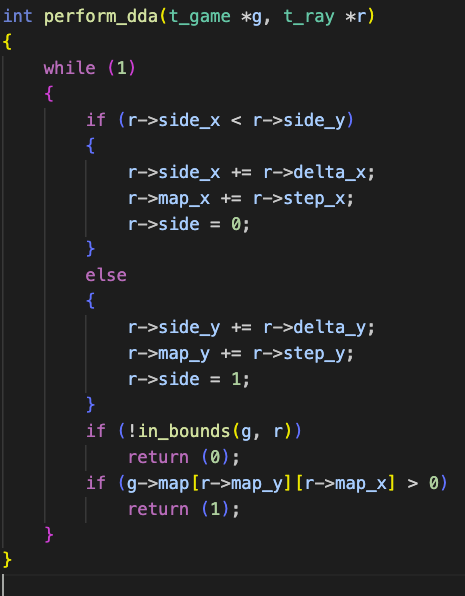 int perform_dda(t_game *g, t_ray *r)
{
    while (1)
    {
        if (r->side_x < r->side_y)
        {
            r->side_x += r->delta_x;
            r->map_x += r->step_x;
            r->side = 0;
        }
        else
        {
            r->side_y += r->delta_y;
            r->map_y += r->step_y;
            r->side = 1;
        }
        if (!in_bounds(g, r))
            return (0);
        if (g->map[r->map_y][r->map_x] > 0)
            return (1);
    }
}